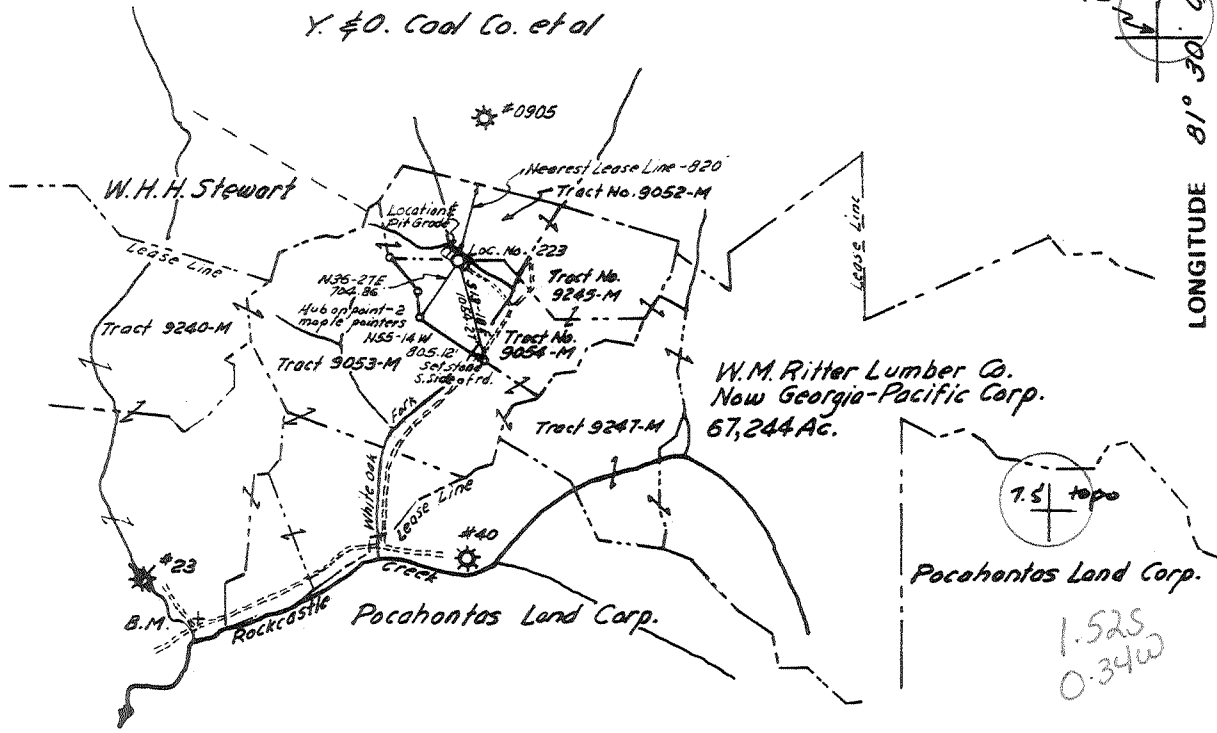 Y. & O. Coal Co. et al
#0905
LONGITUDE 81° 30'
W.H.H. Stewart
Nearest Lease Line - 820'
Tract No. 9052-M
Location &
Pit Grade
Loc. No. 223
Lease Line
Lease Line
N36-27E
704.86
Hub on point-2
maple pointers
N55-14W
805.12'
Set stone
S. Side of rd.
Tract No.
9245-M
Tract No.
9054-M
Tract 9240-M
Tract 9053-M
W.M. Ritter Lumber Co.
Now Georgia-Pacific Corp.
67,244 Ac.
Tract 9247-M
White Oak Fork
Lease Line
7.5' topo
#40
#23
B.M.
Rockcastle Creek
Pocahontas Land Corp.
Pocahontas Land Corp.
1.52S
0.34W